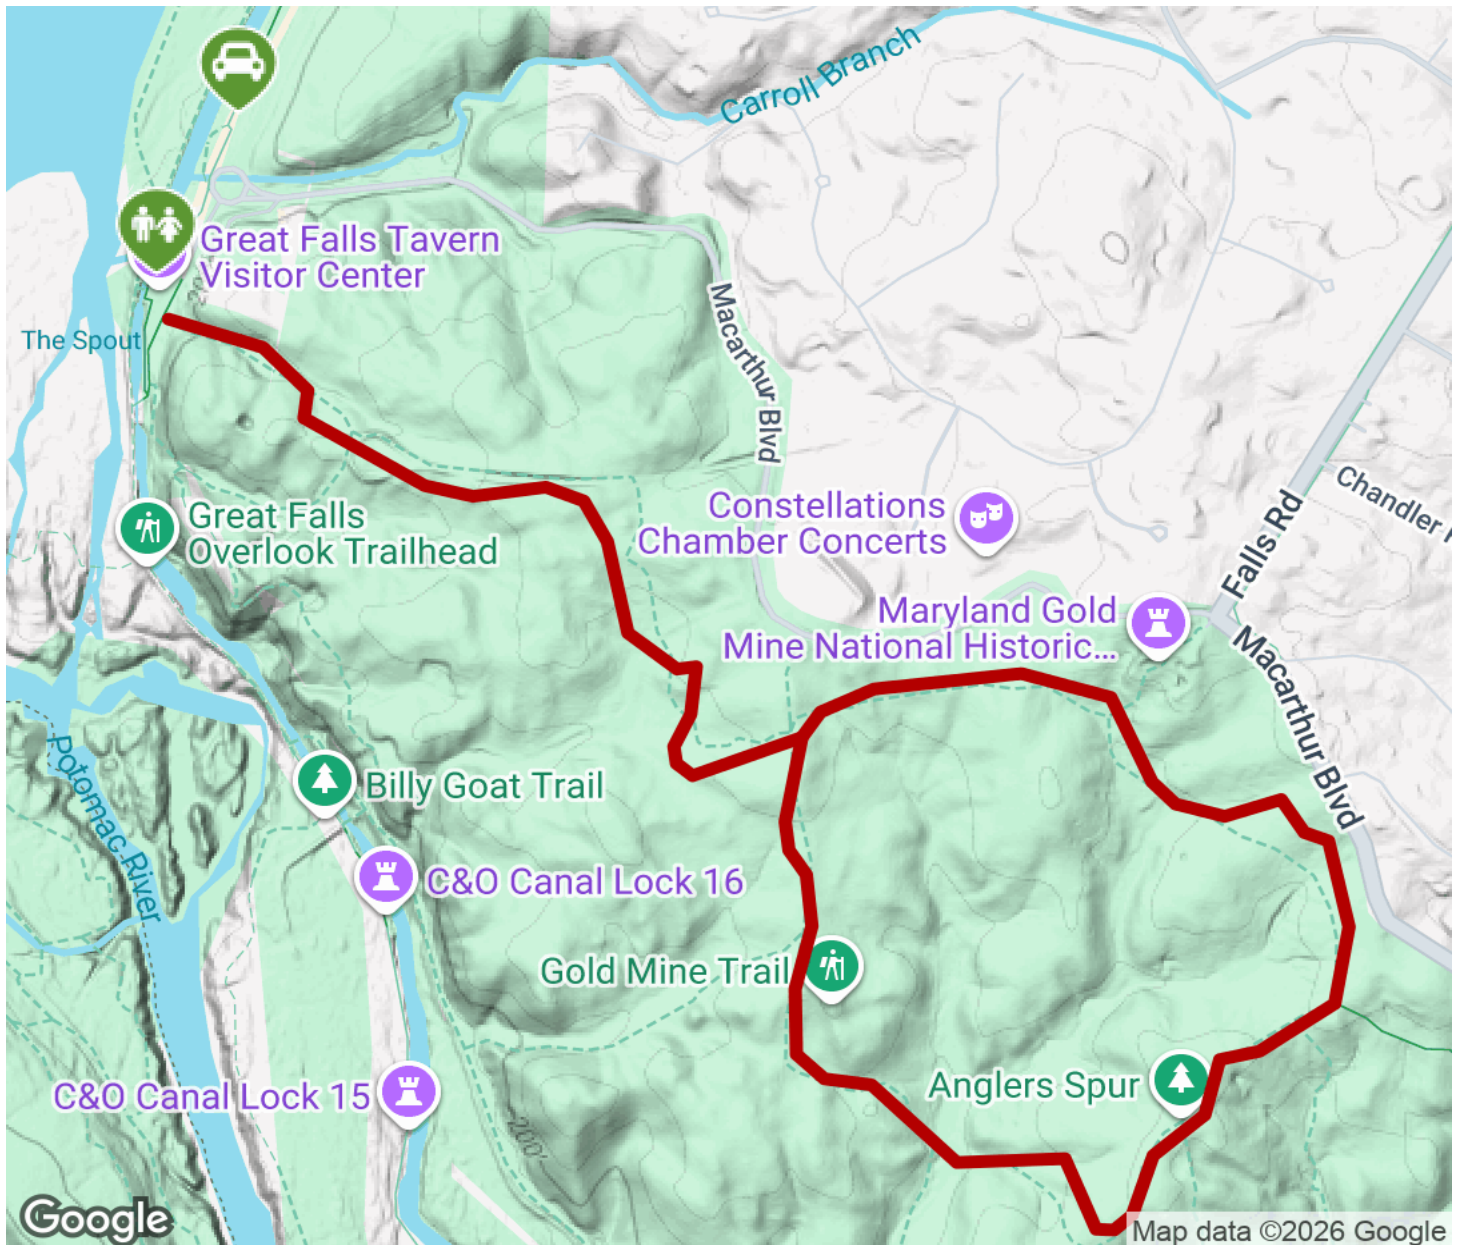 Carroll Branch
Great Falls Tavern
Visitor Center
The Spout
Macarthur Blvd
Falls Rd
Constellations
Chamber Concerts
Great Falls
Overlook Trailhead
Maryland Gold
Mine National Historic...
Macarthur Blvd
Potomac River
Billy Goat Trail
C&O Canal Lock 16
Gold Mine Trail
Anglers Spur
C&O Canal Lock 15
200'
Chandler
Google
Map data ©2026 Google